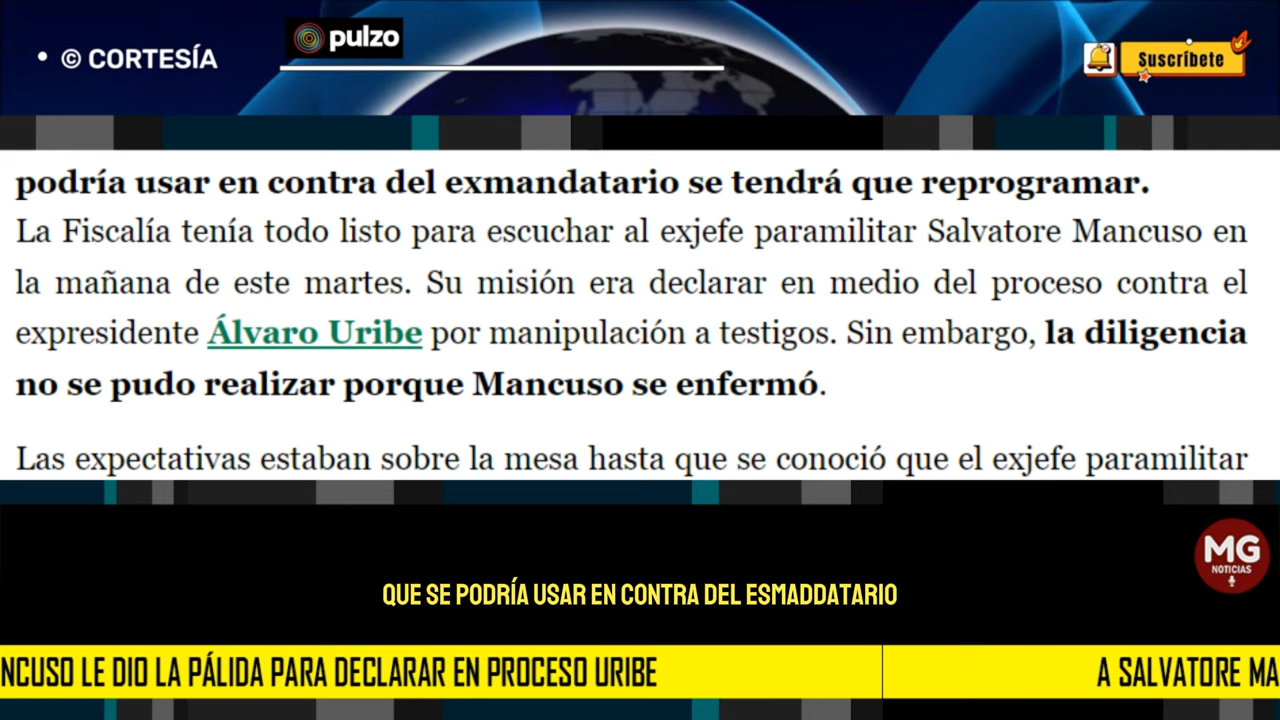 • © CORTESÍA
pulzo
Suscríbete
podría usar en contra del exmandatario se tendrá que reprogramar.
La Fiscalía tenía todo listo para escuchar al exjefe paramilitar Salvatore Mancuso en
la mañana de este martes. Su misión era declarar en medio del proceso contra el
expresidente Álvaro Uribe por manipulación a testigos. Sin embargo, la diligencia
no se pudo realizar porque Mancuso se enfermó.
Las expectativas estaban sobre la mesa hasta que se conoció que el exjefe paramilitar
MG
NOTICIAS
QUE SE PODRÍA USAR EN CONTRA DEL ESMADDATARIO
NCUSO LE DIO LA PÁLIDA PARA DECLARAR EN PROCESO URIBE
A SALVATORE MA